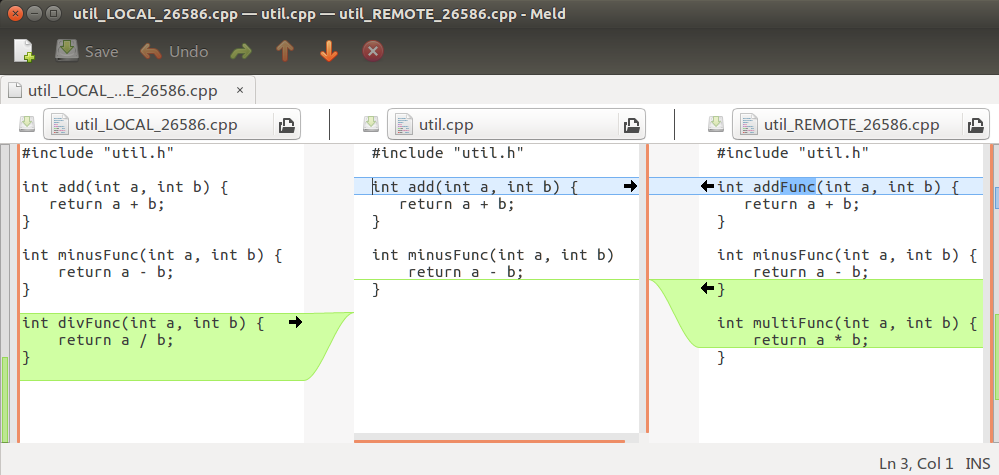 util_LOCAL_26586.cpp — util.cpp — util_REMOTE_26586.cpp - Meld
Save Undo
util_LOCAL_...E_26586.cpp ×
util_LOCAL_26586.cpp
#include "util.h"
int add(int a, int b) {
return a + b;
}
int minusFunc(int a, int b) {
return a - b;
}
int divFunc(int a, int b) {
return a / b;
}
util.cpp
#include "util.h"
int add(int a, int b) {
return a + b;
}
int minusFunc(int a, int b)
return a - b;
}
util_REMOTE_26586.cpp
#include "util.h"
int addFunc(int a, int b) {
return a + b;
}
int minusFunc(int a, int b) {
return a - b;
}
int multiFunc(int a, int b) {
return a * b;
}
Ln 3, Col 1 INS